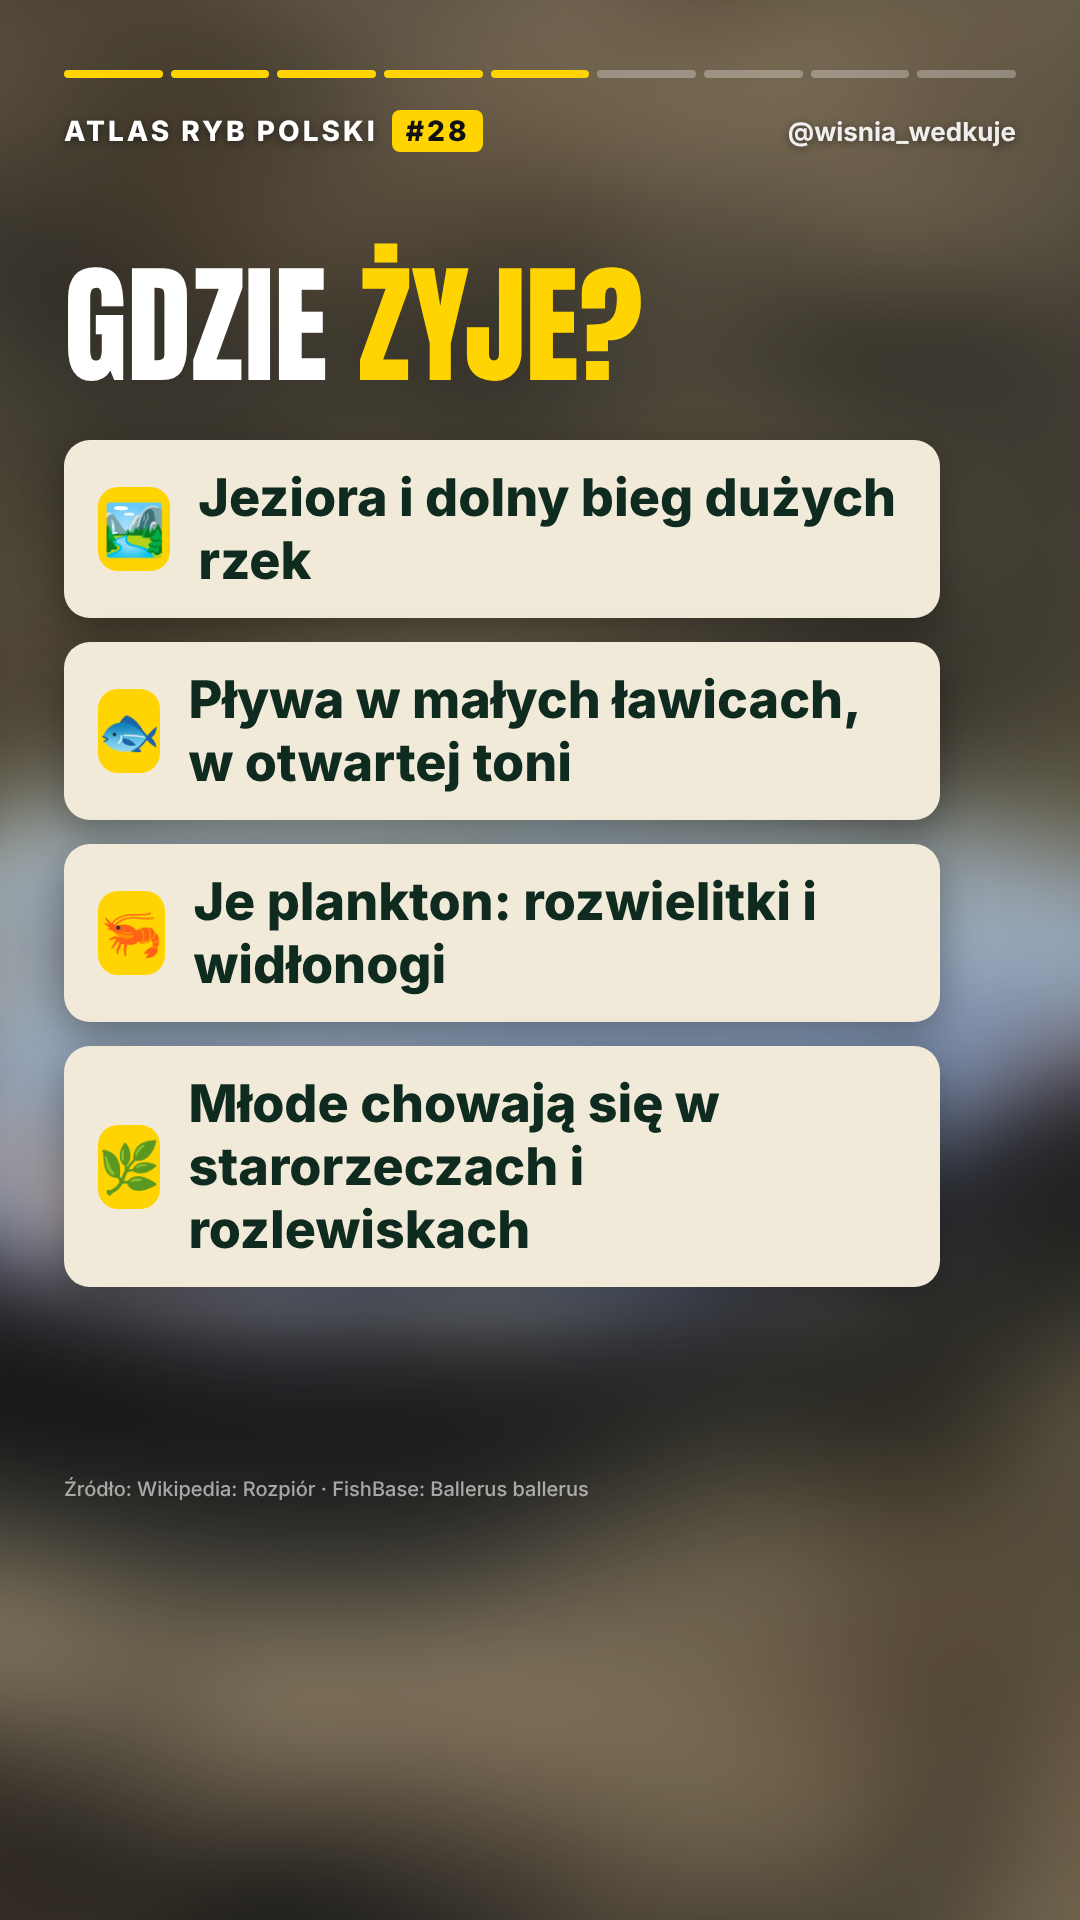 ATLAS RYB POLSKI #28
@wisnia_wedkuje
GDZIE ŻYJE?
Jeziora i dolny bieg dużych
rzek
Pływa w małych ławicach,
w otwartej toni
Je plankton: rozwielitki i
widłonogi
Młode chowają się w
starorzeczach i
rozlewiskach
Źródło: Wikipedia: Rozpiór · FishBase: Ballerus ballerus